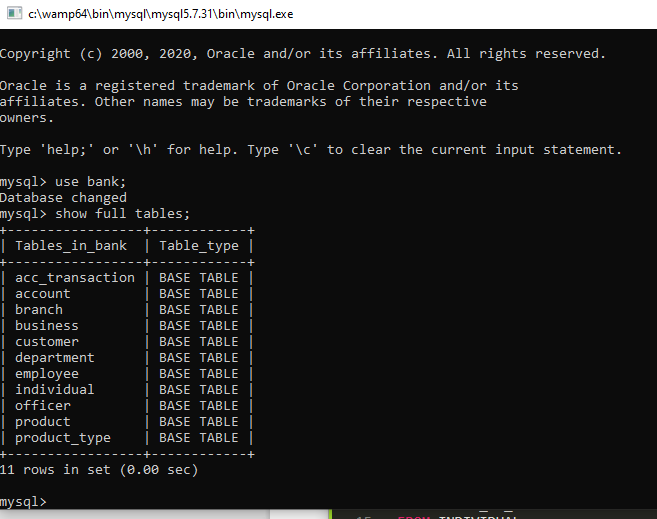 c:\wamp64\bin\mysql\mysql5.7.31\bin\mysql.exe
Copyright (c) 2000, 2020, Oracle and/or its affiliates. All rights reserved.
Oracle is a registered trademark of Oracle Corporation and/or its
affiliates. Other names may be trademarks of their respective
owners.
Type 'help;' or '\h' for help. Type '\c' to clear the current input statement.
mysql> use bank;
Database changed
mysql> show full tables;
+-----------------+------------+
| Tables_in_bank  | Table_type |
+-----------------+------------+
| acc_transaction | BASE TABLE |
| account         | BASE TABLE |
| branch          | BASE TABLE |
| business        | BASE TABLE |
| customer        | BASE TABLE |
| department      | BASE TABLE |
| employee        | BASE TABLE |
| individual      | BASE TABLE |
| officer         | BASE TABLE |
| product         | BASE TABLE |
| product_type    | BASE TABLE |
+-----------------+------------+
11 rows in set (0.00 sec)
mysql>
15 FROM INDIVIDUAL